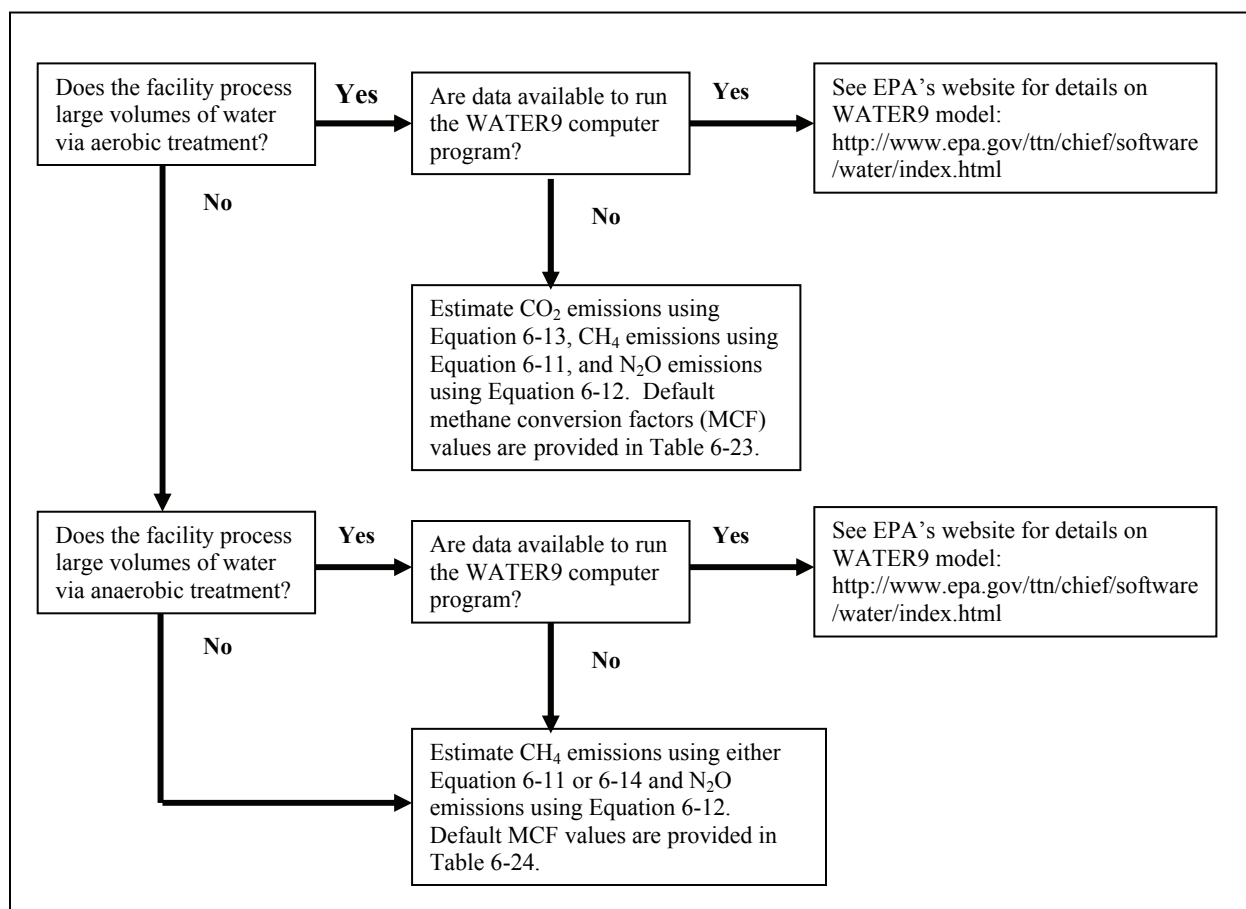 Does the facility process
large volumes of water
via aerobic treatment?
Yes
Are data available to run
the WATER9 computer
program?
Yes
See EPA’s website for details on
WATER9 model:
http://www.epa.gov/ttn/chief/software
/water/index.html
No
No
Estimate CO₂ emissions using
Equation 6-13, CH₄ emissions using
Equation 6-11, and N₂O emissions
using Equation 6-12.  Default
methane conversion factors (MCF)
values are provided in Table 6-23.
Does the facility process
large volumes of water
via anaerobic treatment?
Yes
Are data available to run
the WATER9 computer
program?
Yes
See EPA’s website for details on
WATER9 model:
http://www.epa.gov/ttn/chief/software
/water/index.html
No
No
Estimate CH₄ emissions using either
Equation 6-11 or 6-14 and N₂O
emissions using Equation 6-12.
Default MCF values are provided in
Table 6-24.